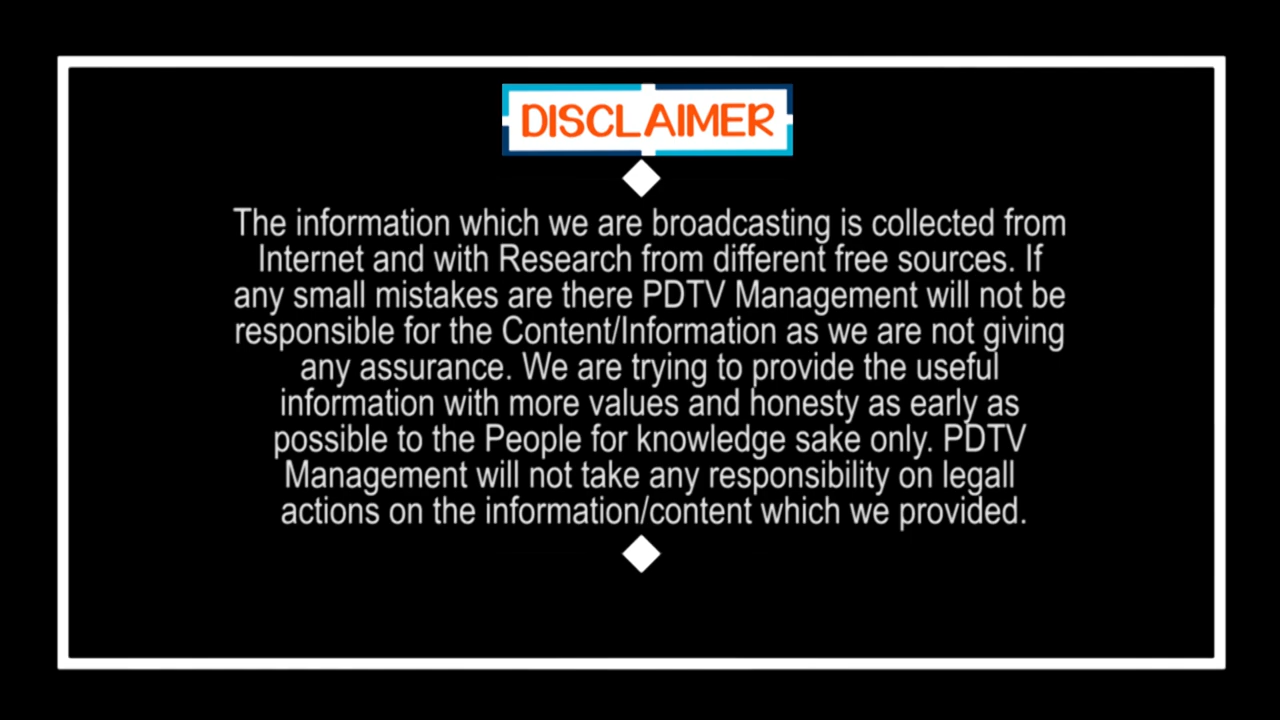 DISCLAIMER
The information which we are broadcasting is collected from
Internet and with Research from different free sources. If
any small mistakes are there PDTV Management will not be
responsible for the Content/Information as we are not giving
any assurance. We are trying to provide the useful
information with more values and honesty as early as
possible to the People for knowledge sake only. PDTV
Management will not take any responsibility on legall
actions on the information/content which we provided.